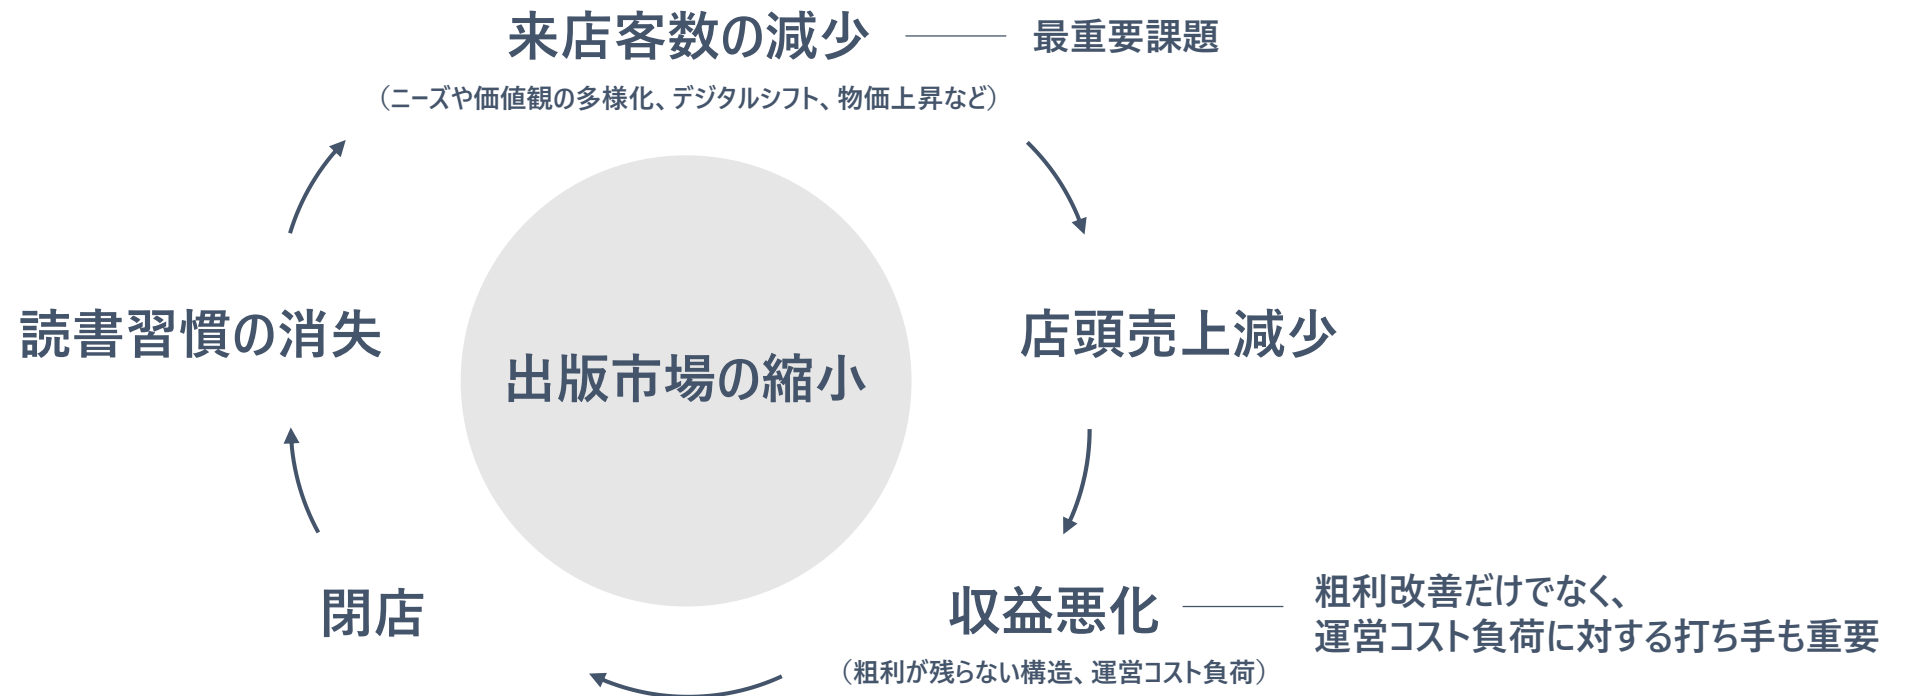 来店客数の減少
最重要課題
（ニーズや価値観の多様化、デジタルシフト、物価上昇など）
読書習慣の消失
店頭売上減少
出版市場の縮小
閉店
収益悪化
粗利改善だけでなく、
運営コスト負荷に対する打ち手も重要
（粗利が残らない構造、運営コスト負荷）